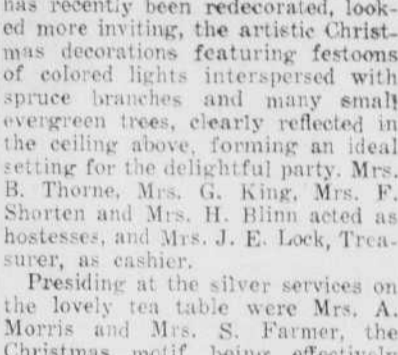 has recently been redecorated, look-
ed more inviting, the artistic Christ-
mas decorations featuring festoons
of colored lights interspersed with
spruce branches and many small
evergreen trees, clearly reflected in
the ceiling above, forming an ideal
setting for the delightful party. Mrs.
B. Thorne, Mrs. G. King, Mrs. F.
Shorten and Mrs. H. Blinn acted as
hostesses, and Mrs. J. E. Lock, Trea-
surer, as cashier.
Presiding at the silver services on
the lovely tea table were Mrs. A.
Morris and Mrs. S. Farmer, the
Christmas motif being effectively